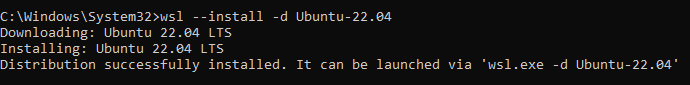 C:\Windows\System32>wsl --install -d Ubuntu-22.04
Downloading: Ubuntu 22.04 LTS
Installing: Ubuntu 22.04 LTS
Distribution successfully installed. It can be launched via 'wsl.exe -d Ubuntu-22.04'